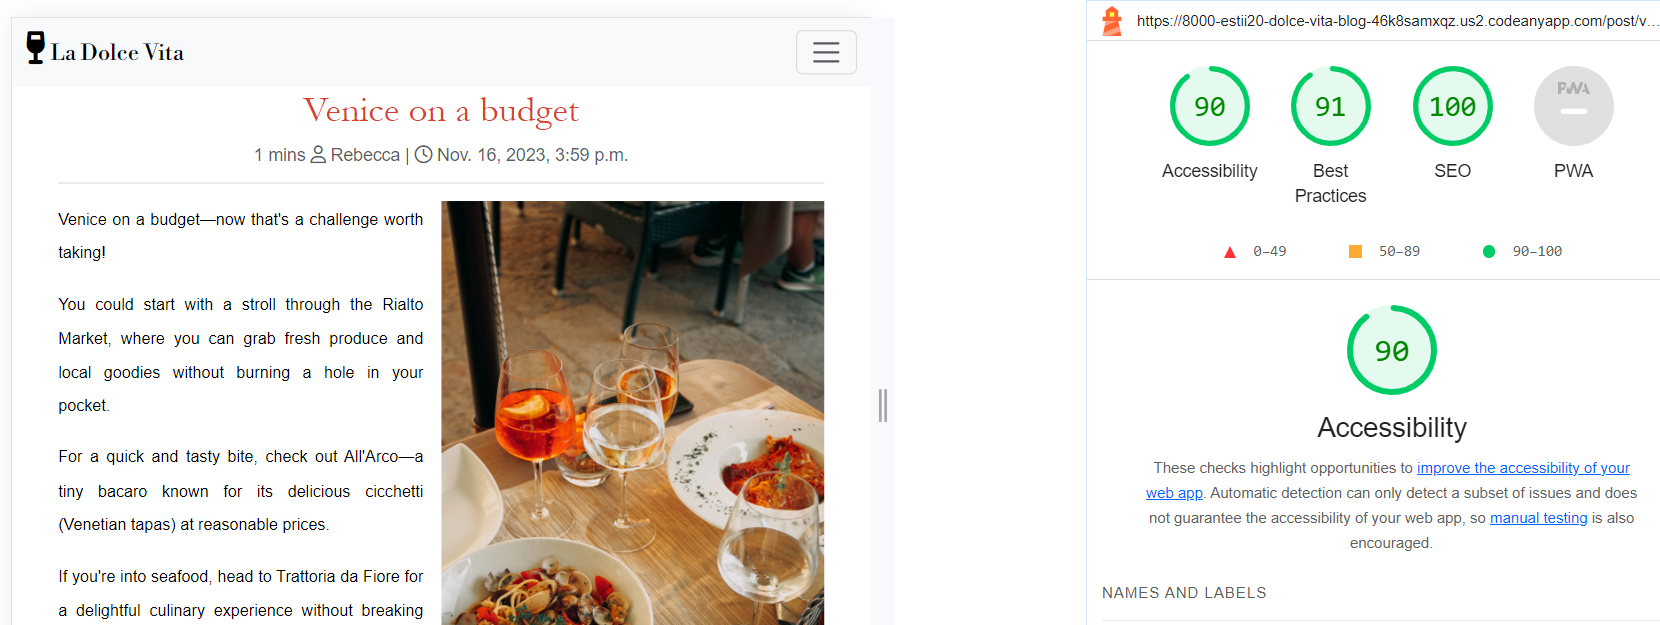 La Dolce Vita
Venice on a budget
1 mins Rebecca | Nov. 16, 2023, 3:59 p.m.
Venice on a budget—now that's a challenge worth
taking!
You could start with a stroll through the Rialto
Market, where you can grab fresh produce and
local goodies without burning a hole in your
pocket.
For a quick and tasty bite, check out All'Arco—a
tiny bacaro known for its delicious cicchetti
(Venetian tapas) at reasonable prices.
If you're into seafood, head to Trattoria da Fiore for
a delightful culinary experience without breaking
https://8000-estii20-dolce-vita-blog-46k8samxqz.us2.codeanyapp.com/post/v...
90
Accessibility
91
Best
Practices
100
SEO
PWA
PWA
0–49
50–89
90–100
90
Accessibility
These checks highlight opportunities to improve the accessibility of your
web app. Automatic detection can only detect a subset of issues and does
not guarantee the accessibility of your web app, so manual testing is also
encouraged.
NAMES AND LABELS